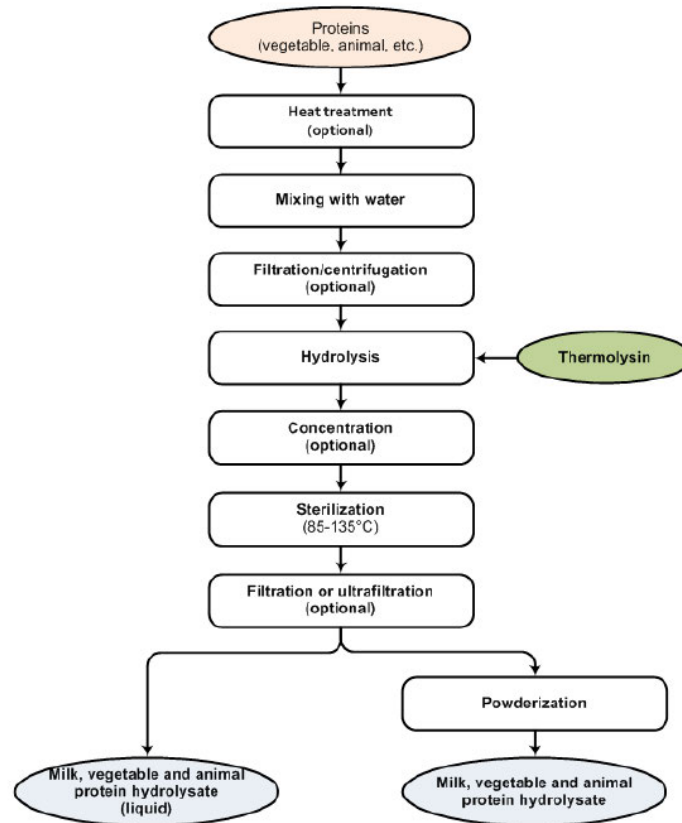 Proteins
(vegetable, animal, etc.)
Heat treatment
(optional)
Mixing with water
Filtration/centrifugation
(optional)
Hydrolysis
Thermolysin
Concentration
(optional)
Sterilization
(85-135°C)
Filtration or ultrafiltration
(optional)
Powderization
Milk, vegetable and animal
protein hydrolysate
(liquid)
Milk, vegetable and animal
protein hydrolysate